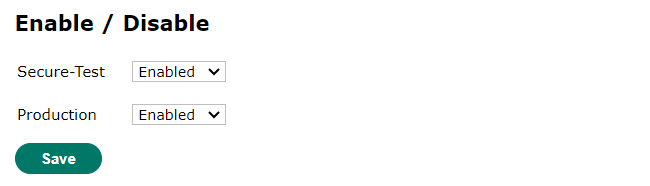 Enable / Disable
Secure-Test Enabled
Production Enabled
Save